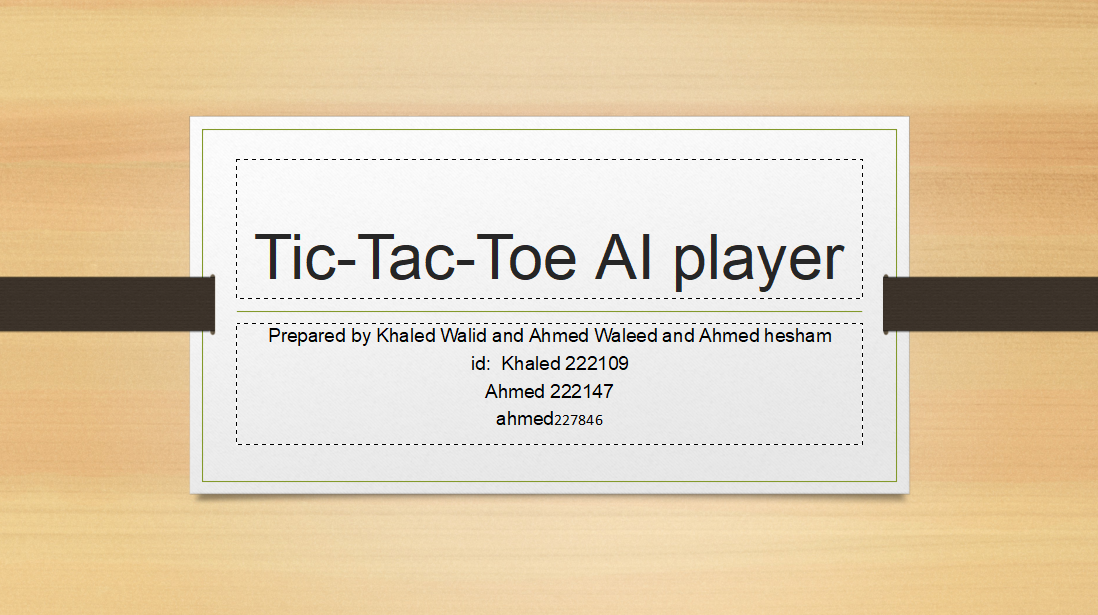 Tic-Tac-Toe AI player
Prepared by Khaled Walid and Ahmed Waleed and Ahmed hesham
id:  Khaled 222109
Ahmed 222147
ahmed227846